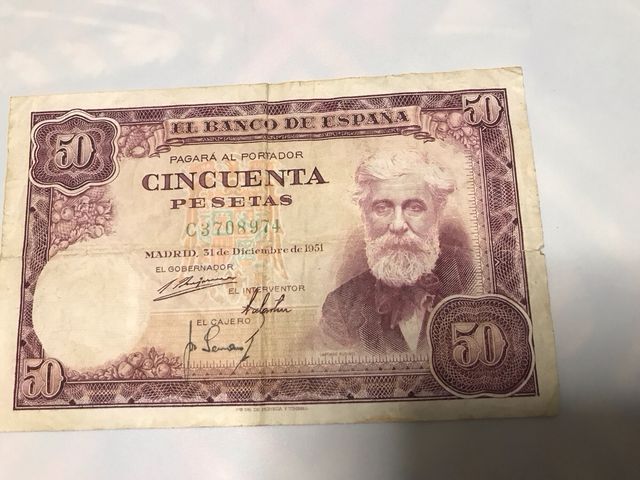 50 50
EL BANCO DE ESPAÑA
PAGARÁ AL PORTADOR
CINCUENTA
PESETAS
C3708974
MADRID, 31 de Diciembre de 1951
EL GOBERNADOR
EL INTERVENTOR
EL CAJERO
50 50